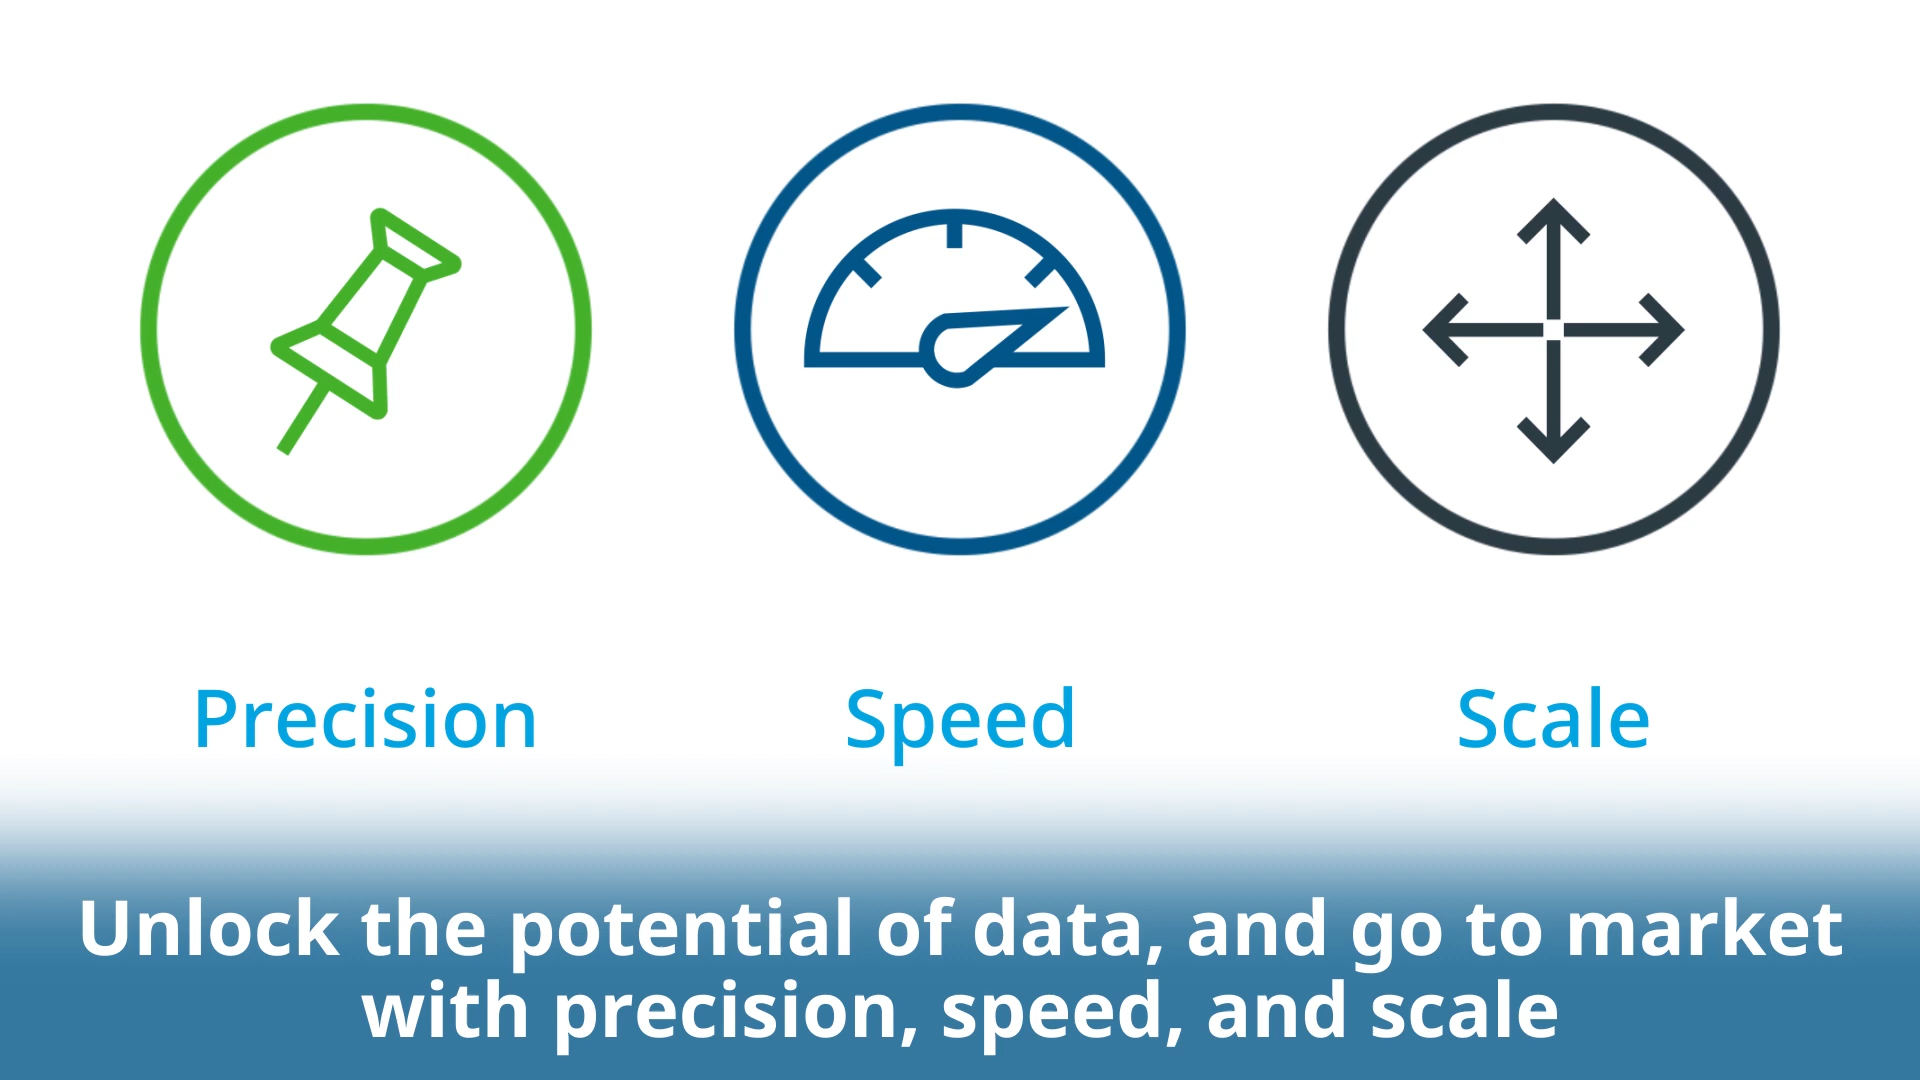 Precision
Speed
Scale
Unlock the potential of data, and go to market
with precision, speed, and scale